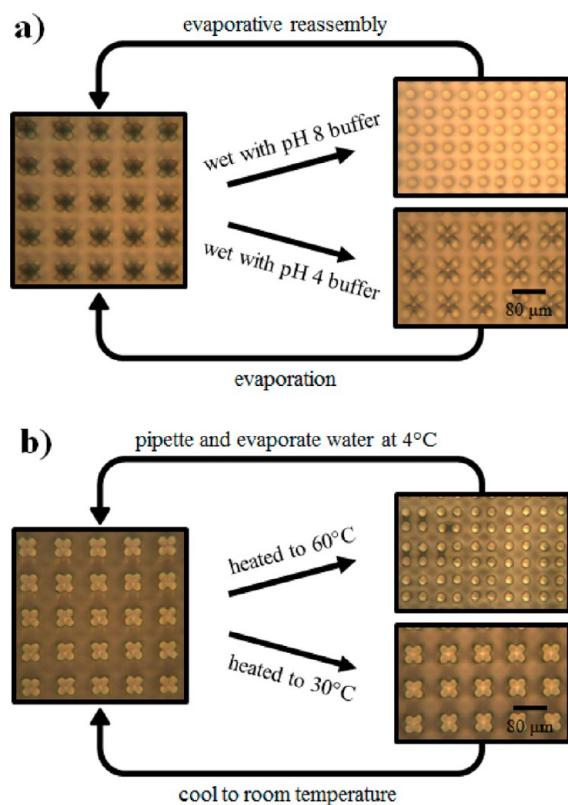 a)
evaporative reassembly
wet with pH 8 buffer
wet with pH 4 buffer
80 μm
evaporation
b)
pipette and evaporate water at 4°C
heated to 60°C
heated to 30°C
80 μm
cool to room temperature